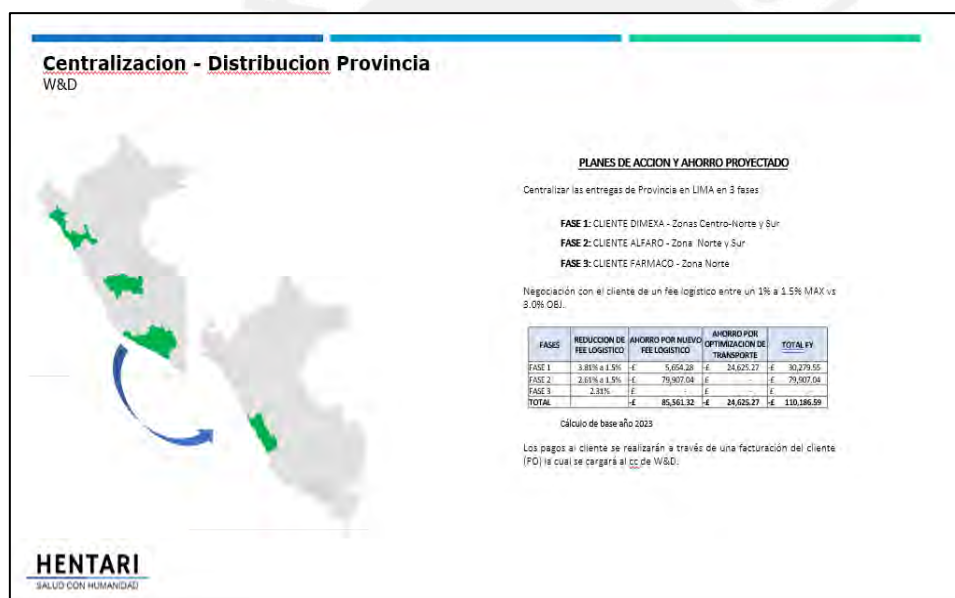 Centralizacion - Distribucion Provincia
W&D
PLANES DE ACCION Y AHORRO PROYECTADO
Centralizar las entregas de Provincia en LIMA en 3 fases
FASE 1: CLIENTE DIMEXA - Zonas Centro-Norte y Sur
FASE 2: CLIENTE ALFARO - Zona Norte y Sur
FASE 3: CLIENTE FARMACO - Zona Norte
Negociación con el cliente de un fee logistico entre un 1% a 1.5% MAX vs
3.0% OBJ.
FASES REDUCCION DE FEE LOGISTICO AHORRO POR NUEVO FEE LOGISTICO AHORRO POR OPTIMIZACION DE TRANSPORTE TOTAL FY
FASE 1 3.81% a 1.5% -£ 5,654.28 -£ 24,625.27 -£ 30,279.55
FASE 2 2.61% a 1.5% -£ 79,907.04 £ - -£ 79,907.04
FASE 3 2.31% £ - £ - £ -
TOTAL -£ 85,561.32 -£ 24,625.27 -£ 110,186.59
Cálculo de base año 2023
Los pagos al cliente se realizarán a través de una facturación del cliente
(PO) la cual se cargará al cc de W&D.
HENTARI
SALUD CON HUMANIDAD